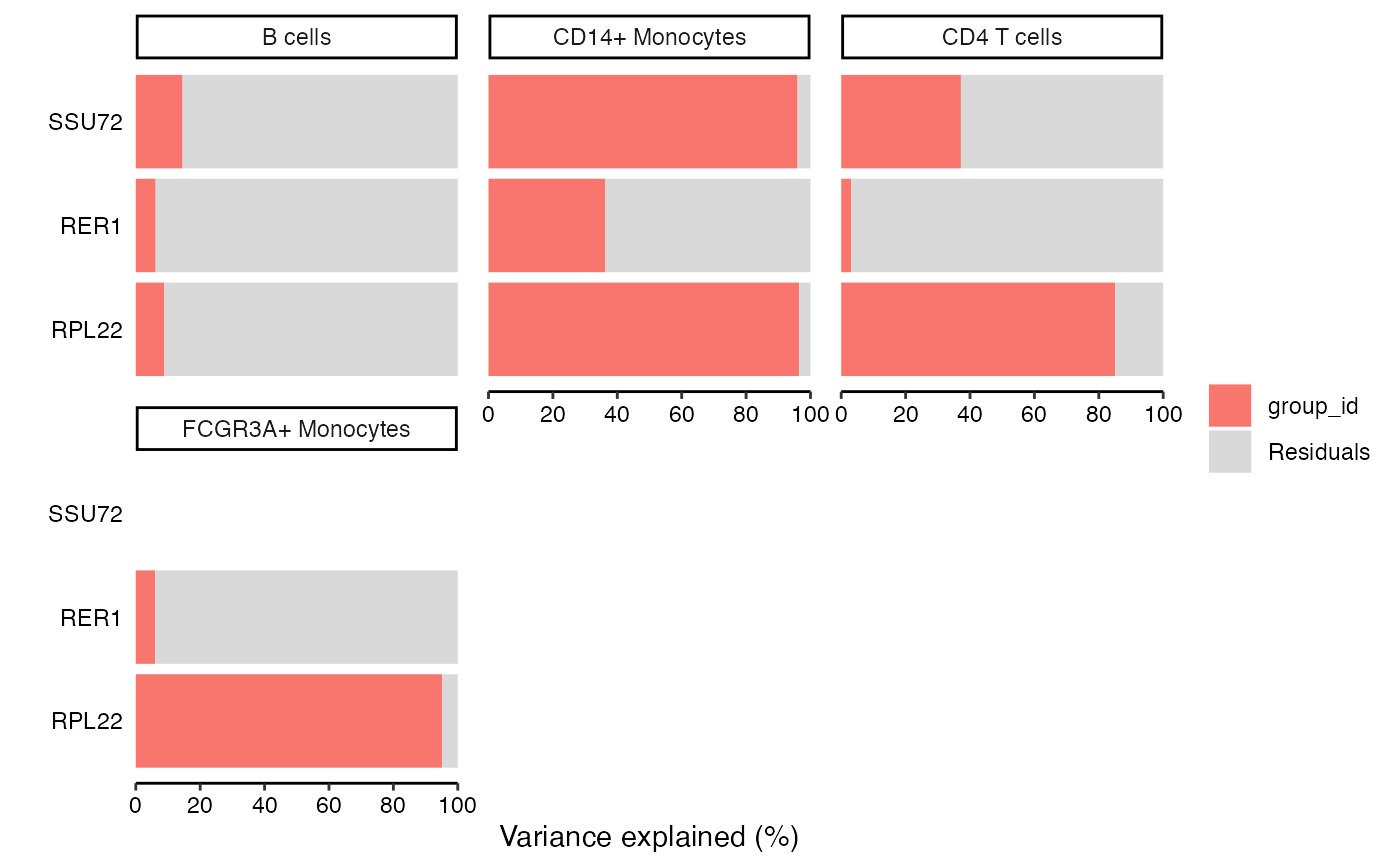 B cells
CD14+ Monocytes
CD4 T cells
SSU72
RER1
RPL22
0 20 40 60 80 100
0 20 40 60 80 100
FCGR3A+ Monocytes
SSU72
RER1
RPL22
0 20 40 60 80 100
Variance explained (%)
group_id
Residuals